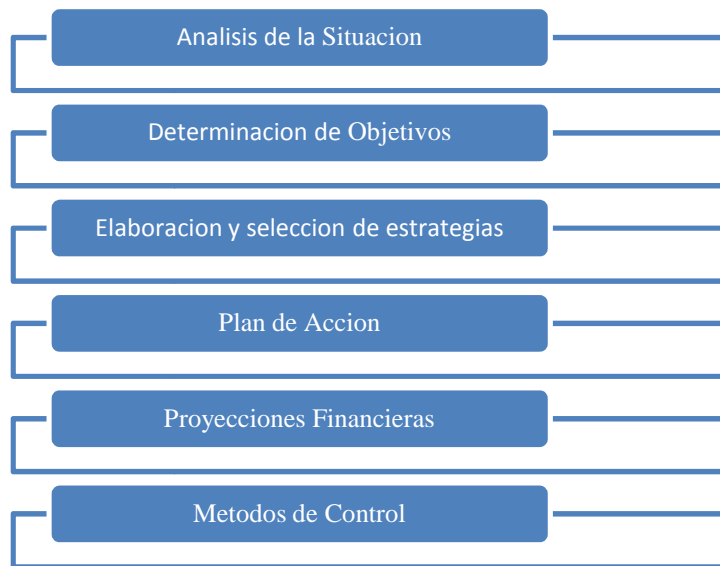 Analisis de la Situacion
Determinacion de Objetivos
Elaboracion y seleccion de estrategias
Plan de Accion
Proyecciones Financieras
Metodos de Control